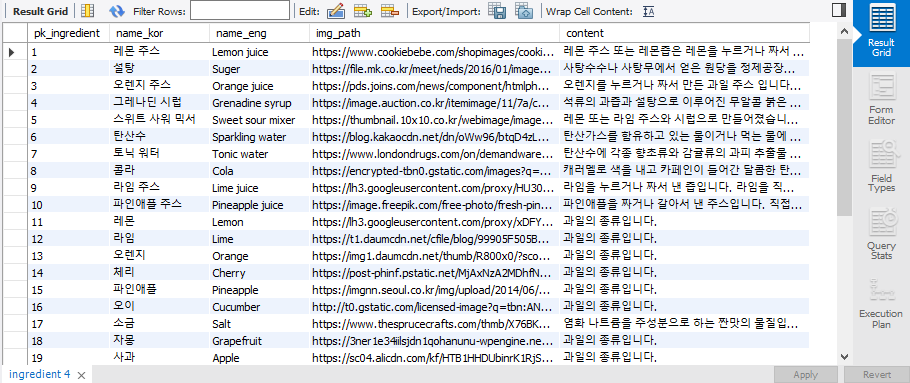 Result Grid Filter Rows: Edit: Export/Import: Wrap Cell Content:
pk_ingredient name_kor name_eng img_path content
1 레몬 주스 Lemon juice https://www.cookiebebe.com/shopimages/cooki... 레몬 주스 또는 레몬즙은 레몬을 누르거나 짜서 ...
2 설탕 Suger https://file.mk.co.kr/meet/neds/2016/01/image... 사탕수수나 사탕무에서 얻은 원당을 정제공장...
3 오렌지 주스 Orange juice https://pds.joins.com/news/component/htmlph... 오렌지를 누르거나 짜서 만든 과일 주스 입니다...
4 그레나딘 시럽 Grenadine syrup https://image.auction.co.kr/itemimage/11/7a/c... 석류의 과즙과 설탕으로 이루어진 무알콜 붉은 ...
5 스위트 사워 믹서 Sweet sour mixer https://thumbnail.10x10.co.kr/webimage/image... 레몬 또는 라임 주스와 시럽으로 만들어졌습니...
6 탄산수 Sparkling water https://blog.kakaocdn.net/dn/oWw96/btqD4zL... 탄산가스를 함유하고 있는 물이거나 먹는 물에 ...
7 토닉 워터 Tonic water https://www.londondrugs.com/on/demandware... 탄산수에 각종 향초류와 감귤류의 과피 추출물 ...
8 콜라 Cola https://encrypted-tbn0.gstatic.com/images?q=... 캐러멜로 색을 내고 카페인이 들어간 달콤한 탄...
9 라임 주스 Lime juice https://lh3.googleusercontent.com/proxy/HU30... 라임을 누르거나 짜서 낸 즙입니다. 라임을 직...
10 파인애플 주스 Pineapple juice https://image.freepik.com/free-photo/fresh-pin... 파인애플을 짜거나 갈아서 낸 주스입니다. 직접...
11 레몬 Lemon https://lh3.googleusercontent.com/proxy/xDFY... 과일의 종류입니다.
12 라임 Lime https://t1.daumcdn.net/cfile/blog/99905F505B... 과일의 종류입니다.
13 오렌지 Orange https://img1.daumcdn.net/thumb/R800x0/?sco... 과일의 종류입니다.
14 체리 Cherry https://post-phinf.pstatic.net/MjAxNzA2MDhfN... 과일의 종류입니다.
15 파인애플 Pineapple https://imgnn.seoul.co.kr/img/upload/2014/06/... 과일의 종류입니다.
16 오이 Cucumber http://t0.gstatic.com/licensed-image?q=tbn:AN... 과일의 종류입니다.
17 소금 Salt https://www.thesprucecrafts.com/thmb/X76BK... 염화 나트륨을 주성분으로 하는 짠맛의 물질입...
18 자몽 Grapefruit https://3ner1e34iilsjdn1qohanunu-wpengine.ne... 과일의 종류입니다.
19 사과 Apple https://sc04.alicdn.com/kf/HTB1HHDUbinrK1RjS... 과일의 종류입니다.
Result
Grid
Form
Editor
Field
Types
Query
Stats
Execution
Plan
ingredient 4 Apply Revert